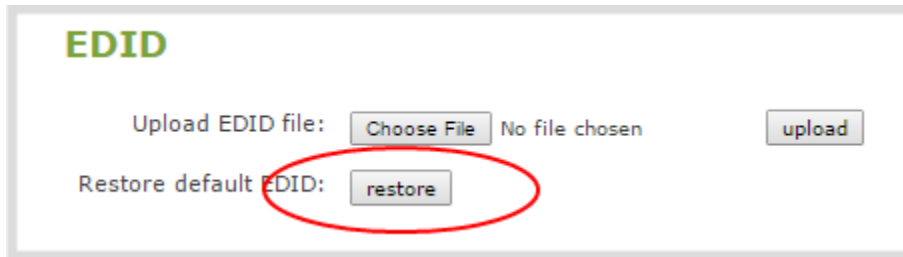 EDID
Upload EDID file: Choose File No file chosen upload
Restore default EDID: restore